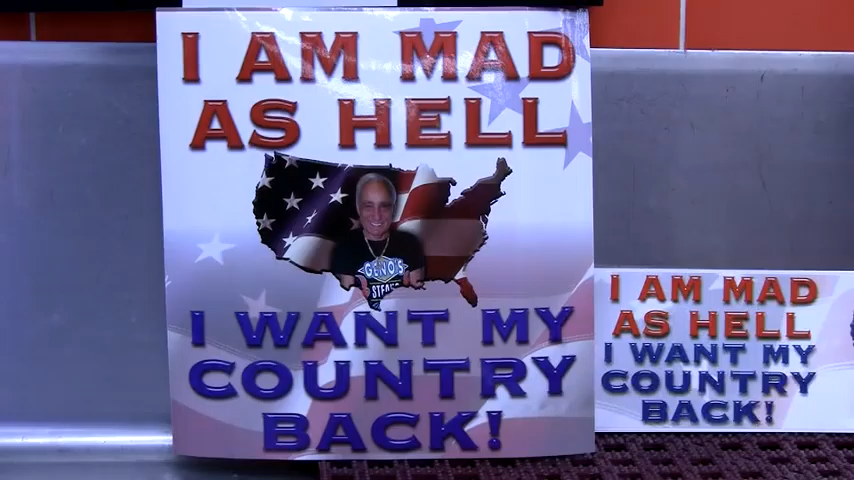 I AM MAD
AS HELL
GENO'S
STEAKS
I WANT MY
COUNTRY
BACK!
I AM MAD
AS HELL
I WANT MY
COUNTRY
BACK!